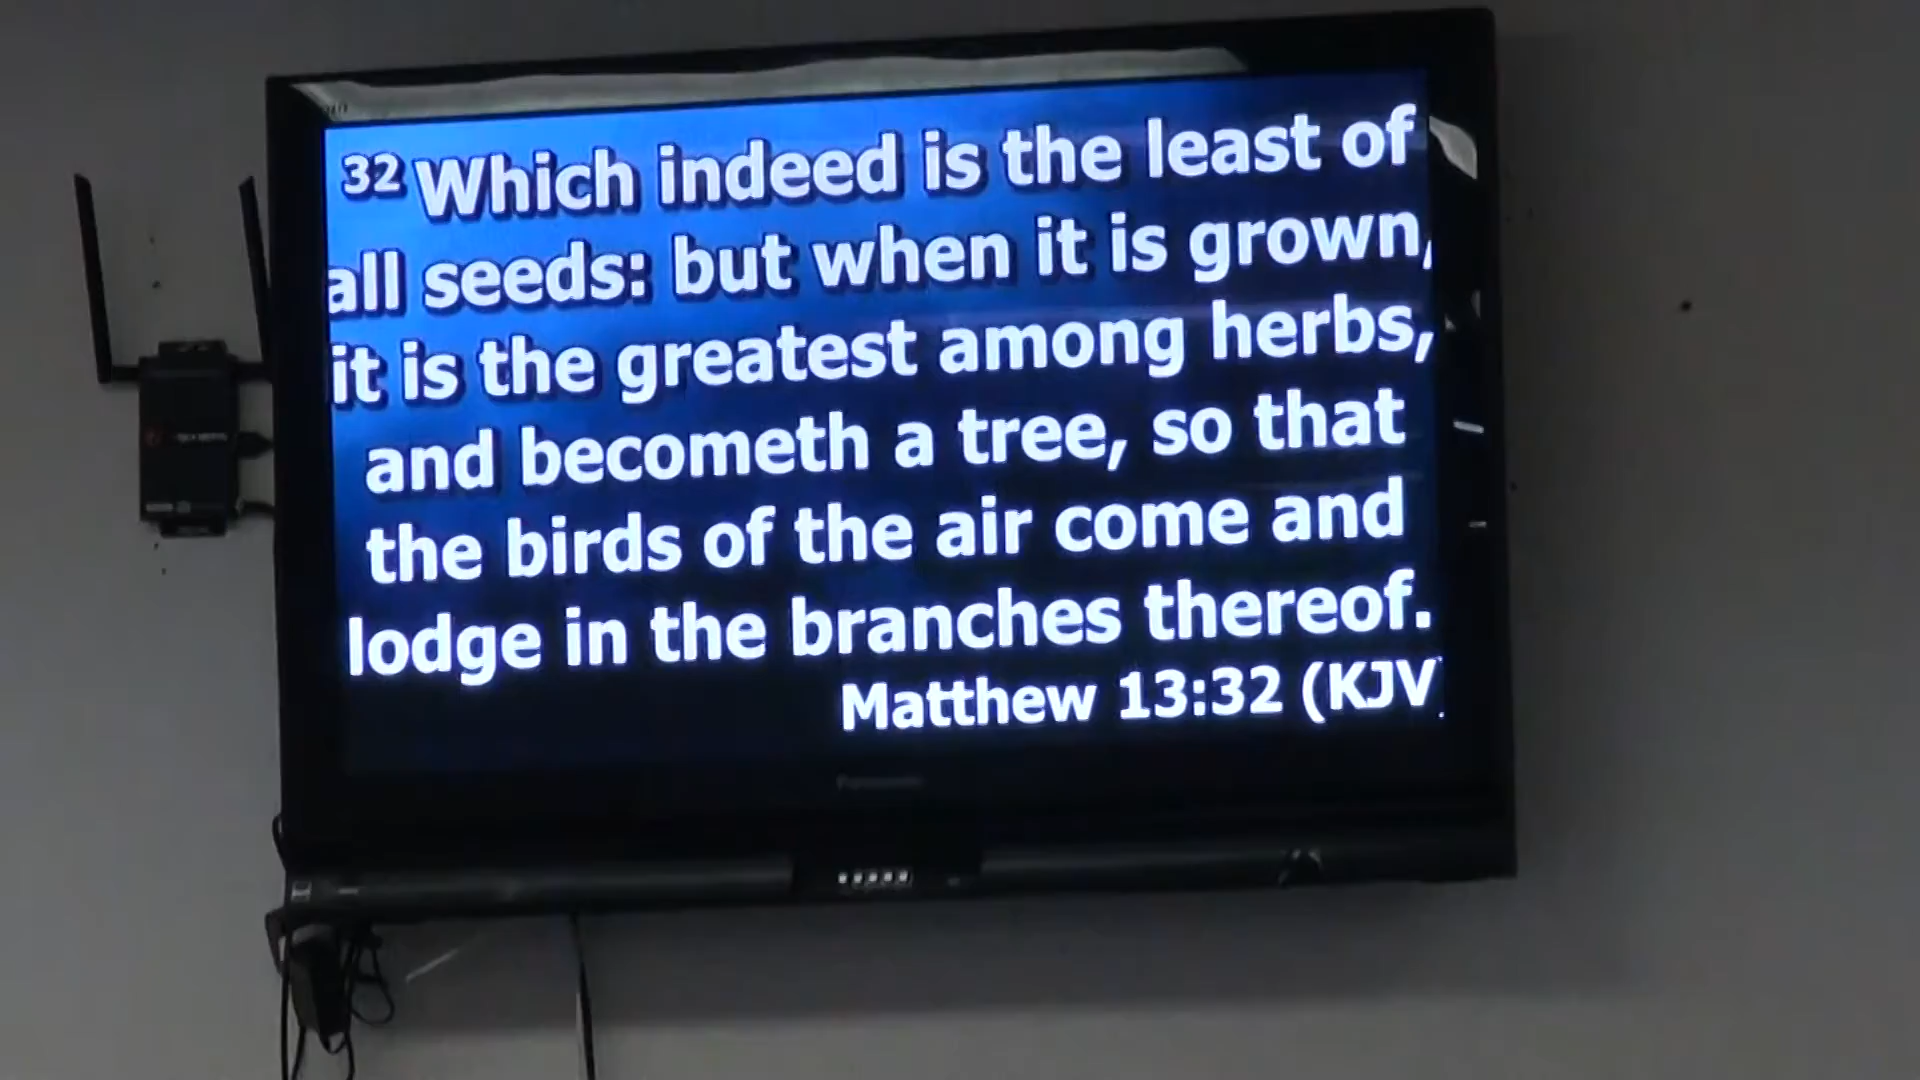 32 Which indeed is the least of
all seeds: but when it is grown,
it is the greatest among herbs,
and becometh a tree, so that
the birds of the air come and
lodge in the branches thereof.
Matthew 13:32 (KJV)
Panasonic